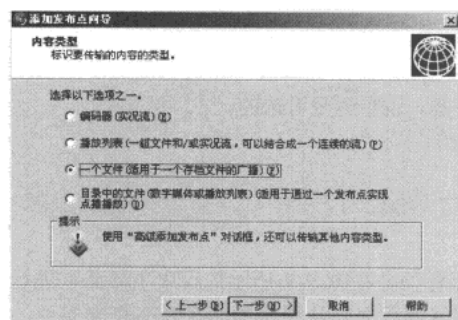 添加发布点向导
内容类型
标识要传输的内容的类型。
选择以下选项之一。
编码器(实况流)(E)
播放列表(一组文件和/或实况流，可以结合成一个连续的流)(P)
一个文件(适用于一个存档文件的广播)(F)
目录中的文件(数字媒体或播放列表)(适用于通过一个发布点实现
点播播放)(D)
提示
使用“高级添加发布点”对话框，还可以传输其他内容类型。
<上一步(B)
下一步(N) >
取消
帮助